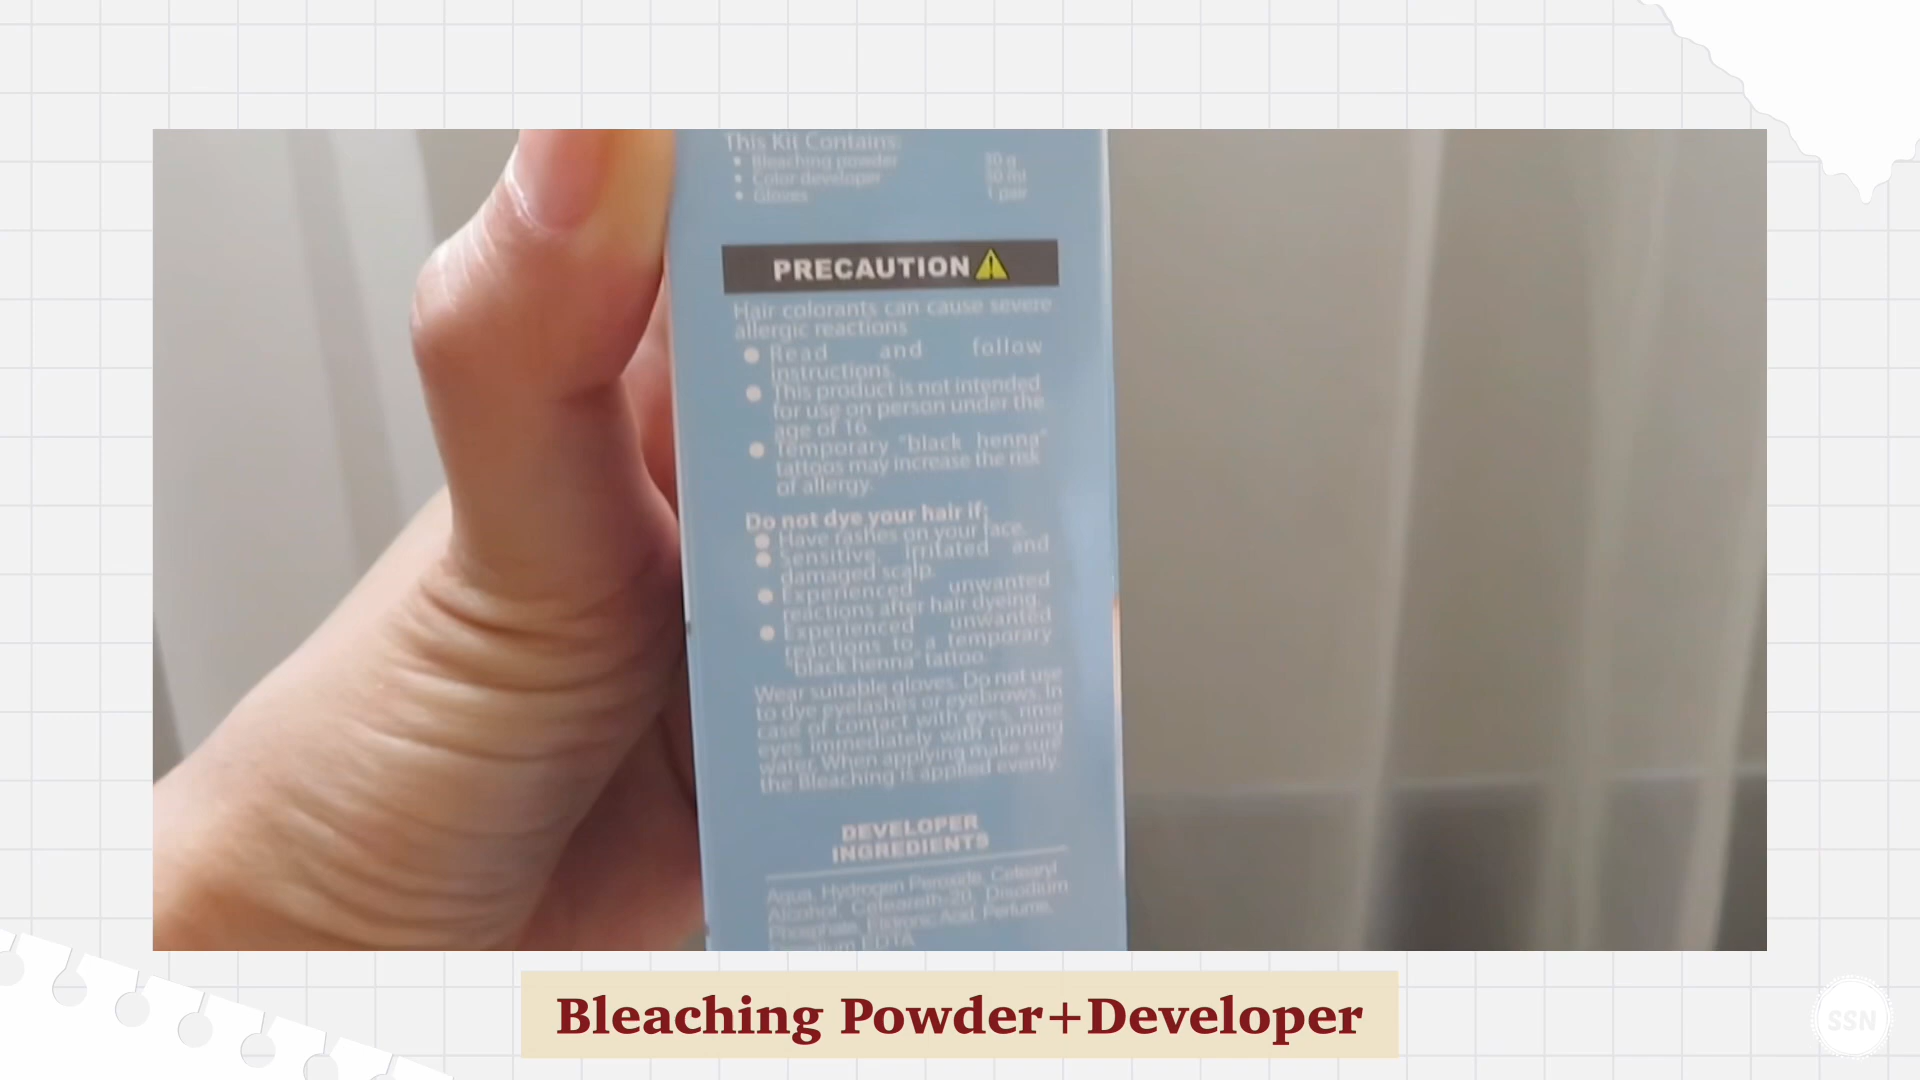 This Kit Contains:
• Bleaching powder 30 g
• Color developer
• Gloves 1 pair
PRECAUTION
Hair colorants can cause severe
allergic reactions
● Read and follow
instructions.
● This product is not intended
for use on person under the
age of 16.
● Temporary "black henna"
tattoos may increase the risk
of allergy.
Do not dye your hair if:
● Have rashes on your face.
● Sensitive, irritated and
damaged scalp.
● Experienced unwanted
reactions after hair dyeing.
● Experienced unwanted
reactions to a temporary
"black henna" tattoo.
Wear suitable gloves. Do not use
to dye eyelashes or eyebrows. In
case of contact with eyes, rinse
eyes immediately with running
water. When applying make sure
the Bleaching is applied evenly.
DEVELOPER
INGREDIENTS
Aqua, Hydrogen Peroxide, Cetearyl
Alcohol, Ceteareth-20, Disodium
Phosphate, Etidronic Acid, Perfume,
EDTA
Bleaching Powder+Developer
SSN